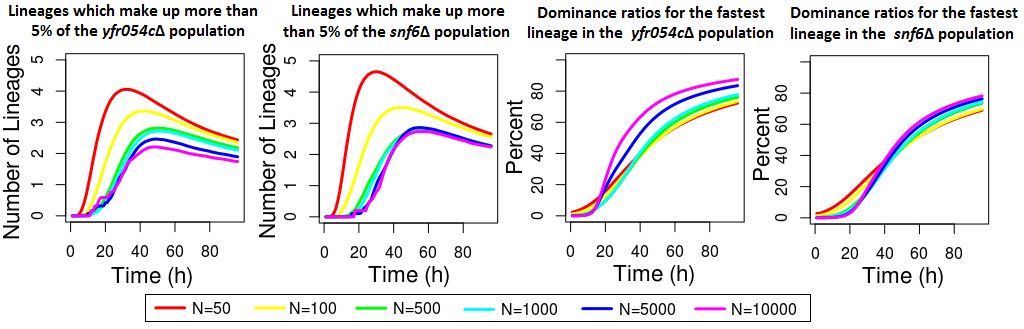 Lineages which make up more than
5% of the yfr054cΔ population
Lineages which make up more
than 5% of the snf6Δ population
Dominance ratios for the fastest
lineage in the yfr054cΔ population
Dominance ratios for the fastest
lineage in the snf6Δ population
Number of Lineages
5
4
3
2
1
0
0 20 40 60 80
Time (h)
Number of Lineages
5
4
3
2
1
0
0 20 40 60 80
Time (h)
Percent
80
60
40
20
0
0 20 40 60 80
Time (h)
Percent
80
60
40
20
0
0 20 40 60 80
Time (h)
N=50 N=100 N=500 N=1000 N=5000 N=10000